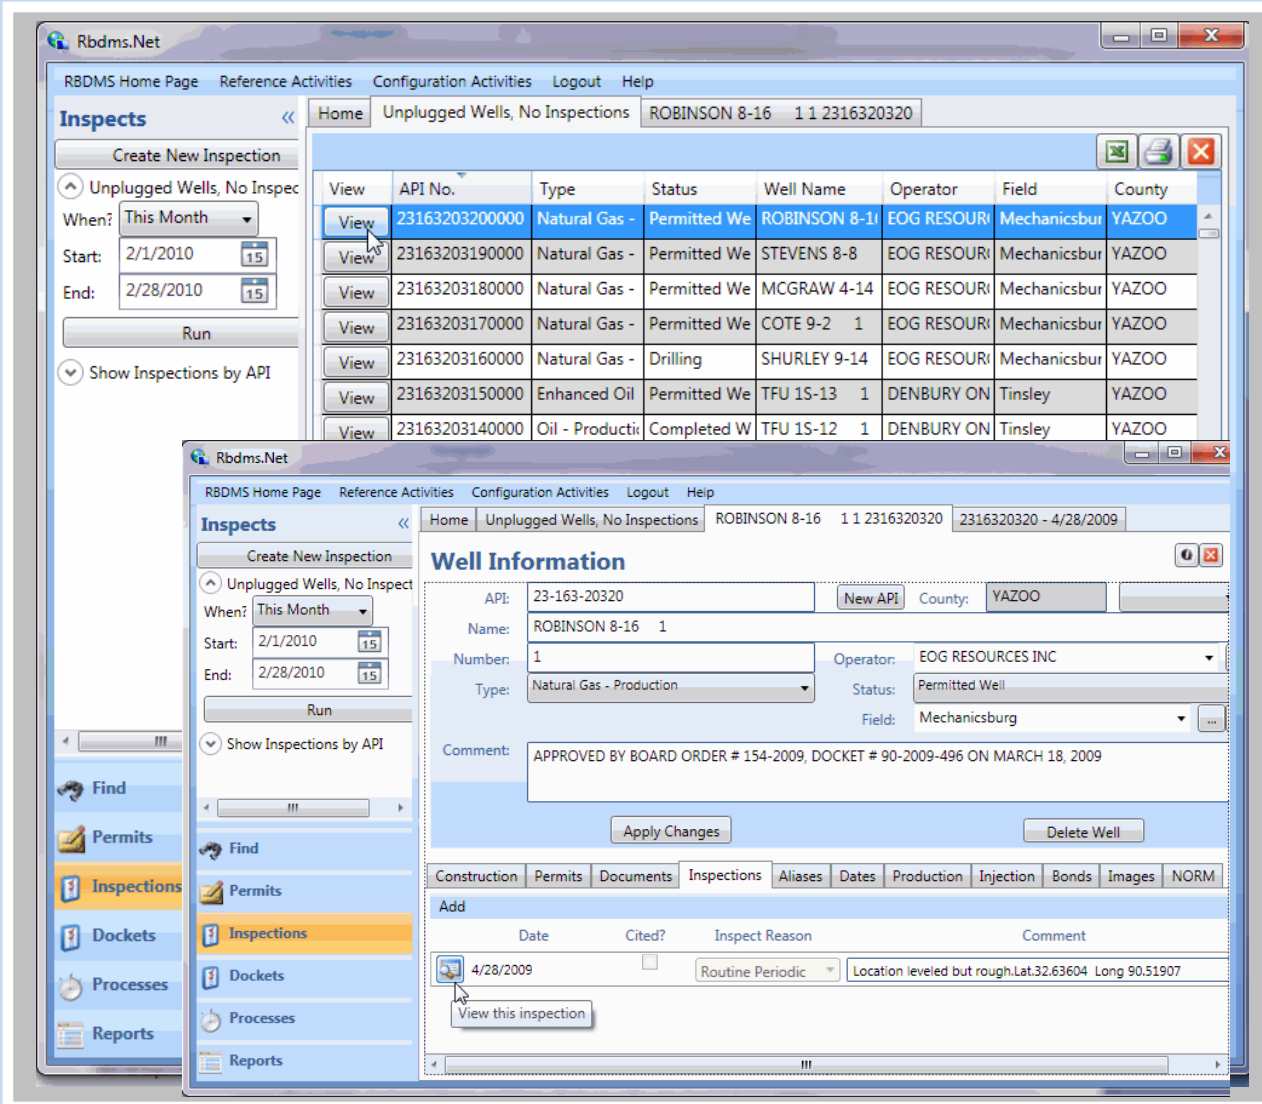 Rbdms.Net
RBDMS Home Page Reference Activities Configuration Activities Logout Help
Inspects «
Home Unplugged Wells, No Inspections ROBINSON 8-16 1 1 2316320320
Create New Inspection
Unplugged Wells, No Inspec
When? This Month
Start: 2/1/2010 15
End: 2/28/2010 15
Run
Show Inspections by API
View API No. Type Status Well Name Operator Field County
View 23163203200000 Natural Gas - Permitted We ROBINSON 8-1 EOG RESOUR Mechanicsbur YAZOO
View 23163203190000 Natural Gas - Permitted We STEVENS 8-8 EOG RESOUR Mechanicsbur YAZOO
View 23163203180000 Natural Gas - Permitted We MCGRAW 4-14 EOG RESOUR Mechanicsbur YAZOO
View 23163203170000 Natural Gas - Permitted We COTE 9-2 1 EOG RESOUR Mechanicsbur YAZOO
View 23163203160000 Natural Gas - Drilling SHURLEY 9-14 EOG RESOUR Mechanicsbur YAZOO
View 23163203150000 Enhanced Oil Permitted We TFU 1S-13 1 DENBURY ON Tinsley YAZOO
View 23163203140000 Oil - Producti Completed W TFU 1S-12 1 DENBURY ON Tinsley YAZOO
Find
Permits
Inspections
Dockets
Processes
Reports
Rbdms.Net
RBDMS Home Page Reference Activities Configuration Activities Logout Help
Inspects «
Home Unplugged Wells, No Inspections ROBINSON 8-16 1 1 2316320320 2316320320 - 4/28/2009
Create New Inspection
Unplugged Wells, No Inspect
When? This Month
Start: 2/1/2010 15
End: 2/28/2010 15
Run
Show Inspections by API
Find
Permits
Inspections
Dockets
Processes
Reports
Well Information
API: 23-163-20320 New API County: YAZOO
Name: ROBINSON 8-16 1
Number: 1 Operator: EOG RESOURCES INC
Type: Natural Gas - Production Status: Permitted Well
Field: Mechanicsburg ...
Comment: APPROVED BY BOARD ORDER # 154-2009, DOCKET # 90-2009-496 ON MARCH 18, 2009
Apply Changes Delete Well
Construction Permits Documents Inspections Aliases Dates Production Injection Bonds Images NORM
Add
Date Cited? Inspect Reason Comment
4/28/2009 Routine Periodic Location leveled but rough.Lat.32.63604 Long 90.51907
View this inspection